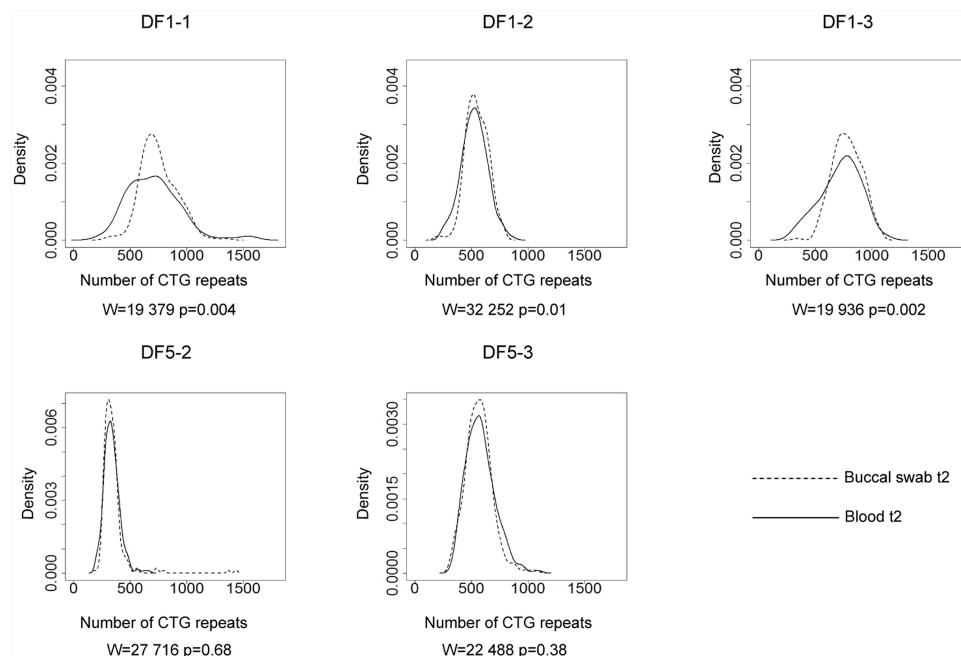 DF1-1
DF1-2
DF1-3
0.004
0.002
0.000
Density
0 500 1000 1500
Number of CTG repeats
W=19 379 p=0.004
0.004
0.002
0.000
Density
0 500 1000 1500
Number of CTG repeats
W=32 252 p=0.01
0.004
0.002
0.000
Density
0 500 1000 1500
Number of CTG repeats
W=19 936 p=0.002
DF5-2
DF5-3
0.006
0.003
0.000
Density
0 500 1000 1500
Number of CTG repeats
W=27 716 p=0.68
0.0030
0.0015
0.0000
Density
0 500 1000 1500
Number of CTG repeats
W=22 488 p=0.38
Buccal swab t2
Blood t2